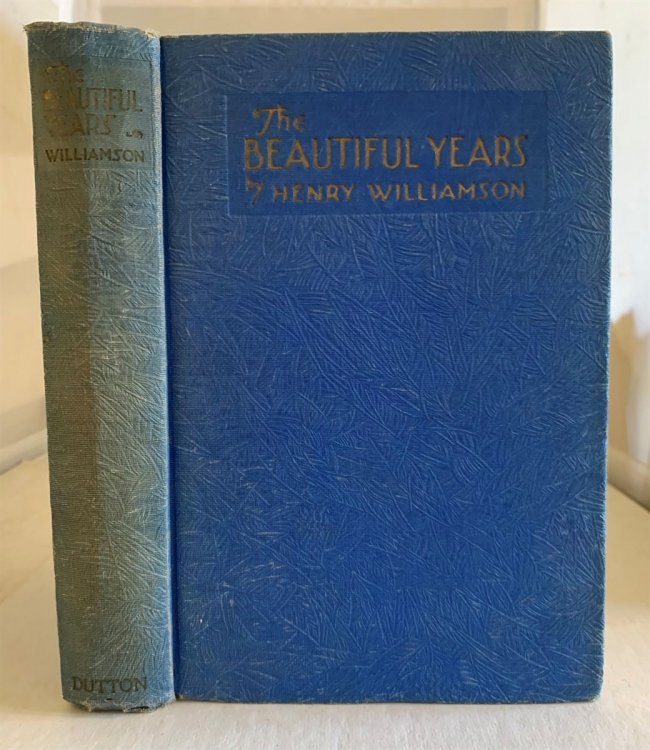 The
BEAUTIFUL
YEARS
WILLIAMSON
DUTTON
The
BEAUTIFUL YEARS
by HENRY WILLIAMSON